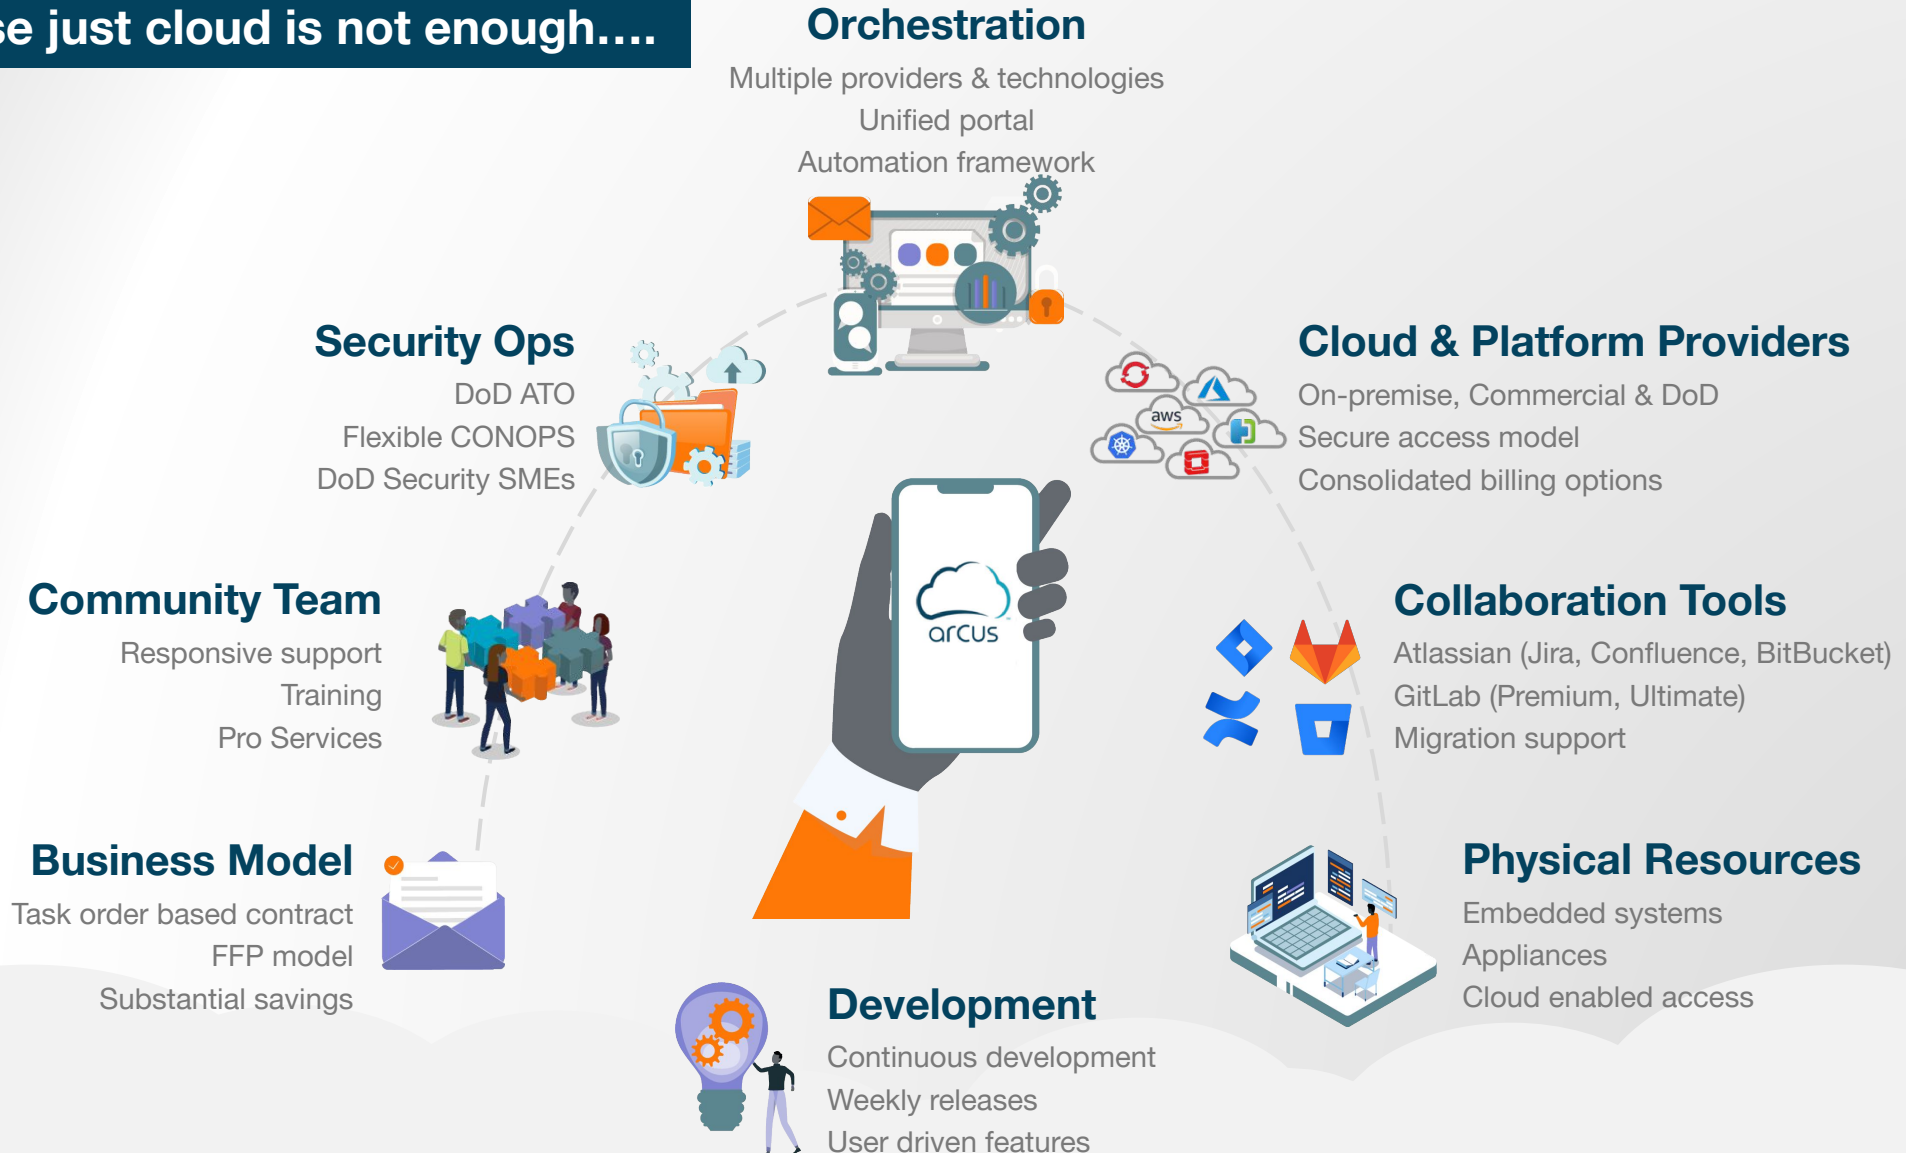 se just cloud is not enough....
Orchestration
Multiple providers & technologies
Unified portal
Automation framework
Security Ops
DoD ATO
Flexible CONOPS
DoD Security SMEs
Cloud & Platform Providers
On-premise, Commercial & DoD
Secure access model
Consolidated billing options
aws
Community Team
Responsive support
Training
Pro Services
arcus
Collaboration Tools
Atlassian (Jira, Confluence, BitBucket)
GitLab (Premium, Ultimate)
Migration support
Business Model
Task order based contract
FFP model
Substantial savings
Physical Resources
Embedded systems
Appliances
Cloud enabled access
Development
Continuous development
Weekly releases
User driven features